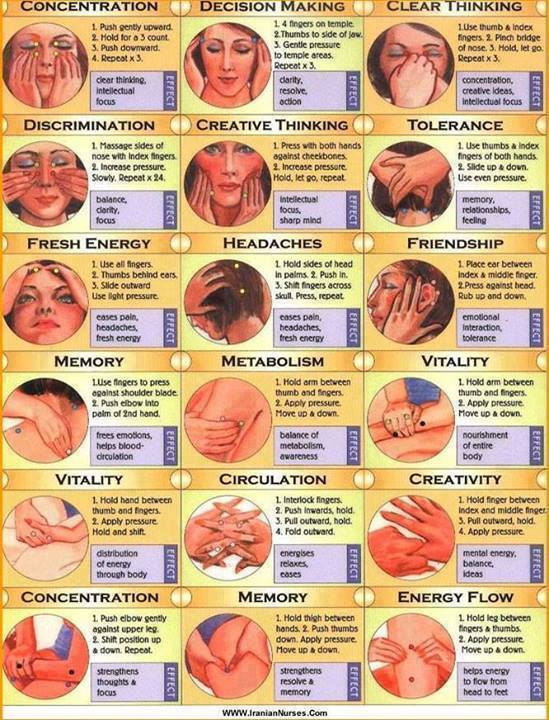 CONCENTRATION
1. Push gently upward.
2. Hold for a 3 count.
3. Push downward.
4. Repeat x 3.
clear thinking,
intellectual
focus
EFFECT
DECISION MAKING
1. 4 fingers on temple.
2.Thumbs to side of jaw.
3. Gentle pressure
to temple areas.
Repeat x 3.
clarity,
resolve,
action
EFFECT
CLEAR THINKING
1.Use thumb & index
fingers. 2. Pinch bridge
of nose. 3. Hold, let go.
Repeat x 3.
concentration,
creative ideas,
intellectual focus
EFFECT
DISCRIMINATION
1. Massage sides of
nose with index fingers.
2. Increase pressure.
Slowly. Repeat x 24.
balance,
clarity,
focus
EFFECT
CREATIVE THINKING
1. Press with both hands
against cheekbones.
2. Increase pressure.
Hold, let go, repeat.
intellectual
focus,
sharp mind
EFFECT
TOLERANCE
1. Use thumbs & index
fingers of both hands.
2. Slide up & down.
Use even pressure.
memory,
relationships,
feeling
EFFECT
FRESH ENERGY
1. Use all fingers.
2. Thumbs behind ears.
3. Slide outward
Use light pressure.
eases pain,
headaches,
fresh energy
EFFECT
HEADACHES
1. Hold sides of head
in palms. 2. Push in.
3. Shift fingers across
skull. Press, repeat.
eases pain,
headaches,
fresh energy
EFFECT
FRIENDSHIP
1. Place ear between
index & middle finger.
2.Press against head.
Rub up and down.
emotional
interaction,
tolerance
EFFECT
MEMORY
1.Use fingers to press
against shoulder blade.
2. Push elbow into
palm of 2nd hand.
frees emotions,
helps blood-
circulation
EFFECT
METABOLISM
1. Hold arm between
thumb and fingers.
2. Apply pressure.
Move up & down.
balance of
metabolism,
awareness
EFFECT
VITALITY
1. Hold arm between
thumb and fingers.
2. Apply pressure.
Move up & down.
nourishment
of entire
body
EFFECT
VITALITY
1. Hold hand between
thumb and fingers.
2. Apply pressure.
Hold and shift.
distribution
of energy
through body
EFFECT
CIRCULATION
1. Interlock fingers.
2. Push inwards, hold.
3. Pull outward, hold.
4. Fold outward.
energises
relaxes,
eases
EFFECT
CREATIVITY
1. Hold finger between
index and middle finger.
3. Pull outward, hold.
4. Apply pressure.
mental energy,
balance,
ideas
EFFECT
CONCENTRATION
1. Push elbow gently
against upper leg.
2. Shift position up
& down. Repeat.
strengthens
thoughts &
focus
EFFECT
MEMORY
1. Hold thigh between
hands. 2. Push thumbs
down. Apply pressure.
Move up & down.
strengthens
resolve &
memory
EFFECT
ENERGY FLOW
1. Hold leg between
fingers & thumbs.
2. Apply pressure.
Move up & down.
helps energy
to flow from
head to feet
EFFECT
WWW.IranianNurses.Com